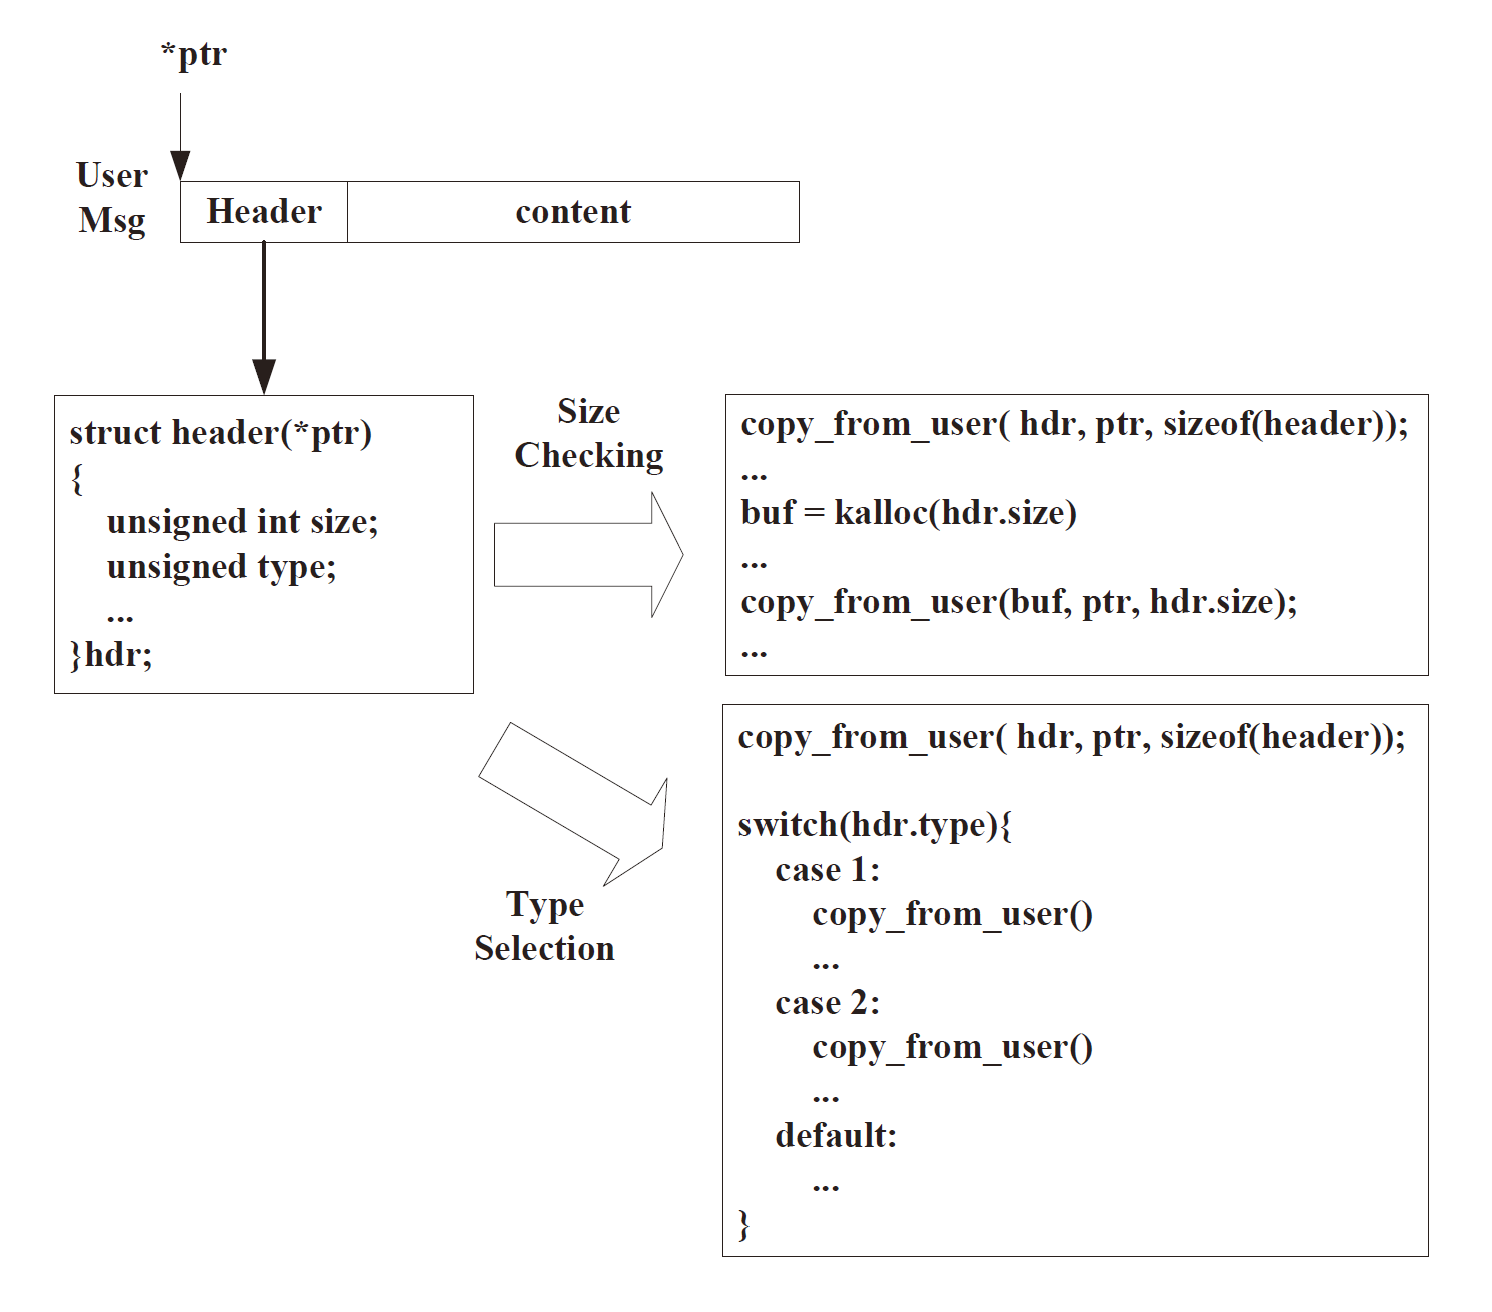 *ptr
User
Msg
Header
content
struct header(*ptr)
{
unsigned int size;
unsigned type;
...
}hdr;
Size
Checking
copy_from_user( hdr, ptr, sizeof(header));
...
buf = kalloc(hdr.size)
...
copy_from_user(buf, ptr, hdr.size);
...
Type
Selection
copy_from_user( hdr, ptr, sizeof(header));
switch(hdr.type){
case 1:
copy_from_user()
...
case 2:
copy_from_user()
...
default:
...
}